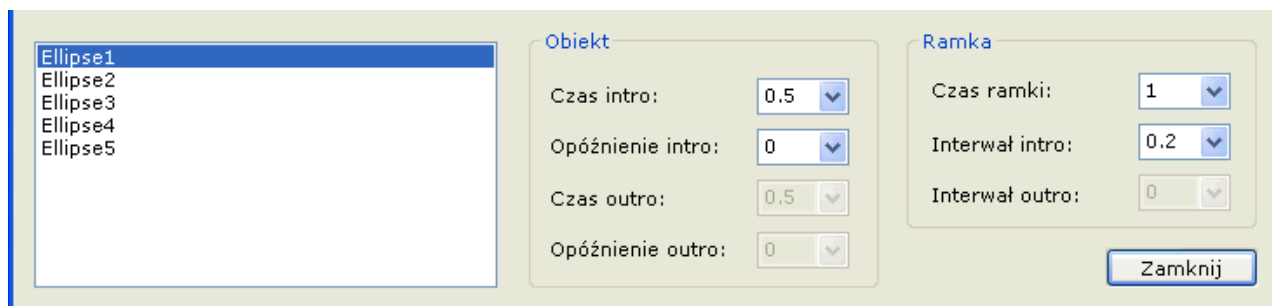 Ellipse1
Ellipse2
Ellipse3
Ellipse4
Ellipse5
Obiekt
Czas intro: 0.5
Opóźnienie intro: 0
Czas outro: 0.5
Opóźnienie outro: 0
Ramka
Czas ramki: 1
Interwał intro: 0.2
Interwał outro: 0
Zamknij